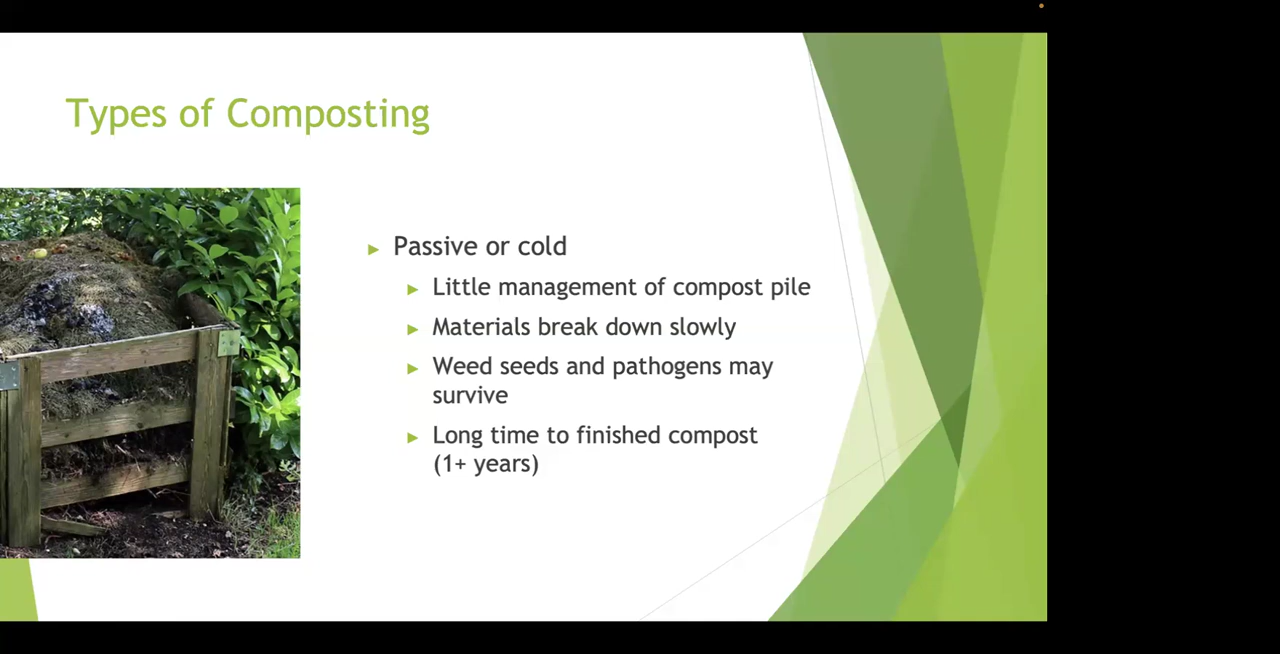 Types of Composting
Passive or cold
Little management of compost pile
Materials break down slowly
Weed seeds and pathogens may
survive
Long time to finished compost
(1+ years)